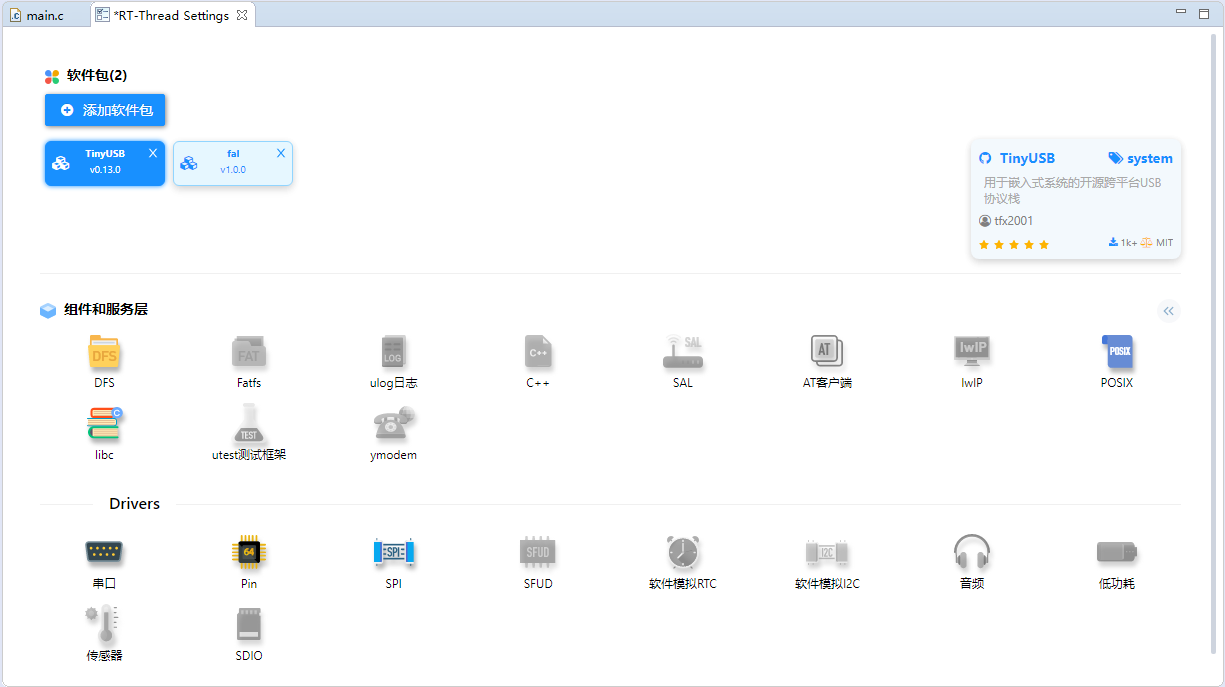 main.c
*RT-Thread Settings
软件包(2)
添加软件包
TinyUSB
v0.13.0
fal
v1.0.0
TinyUSB
system
用于嵌入式系统的开源跨平台USB
协议栈
tfx2001
1k+
MIT
组件和服务层
DFS
FAT
LOG
C++
SAL
AT
lwIP
POSIX
DFS
Fatfs
ulog日志
C++
SAL
AT客户端
lwIP
POSIX
C
TEST
libc
utest测试框架
ymodem
Drivers
64
SPI
SFUD
I2C
串口
Pin
SPI
SFUD
软件模拟RTC
软件模拟I2C
音频
低功耗
传感器
SDIO